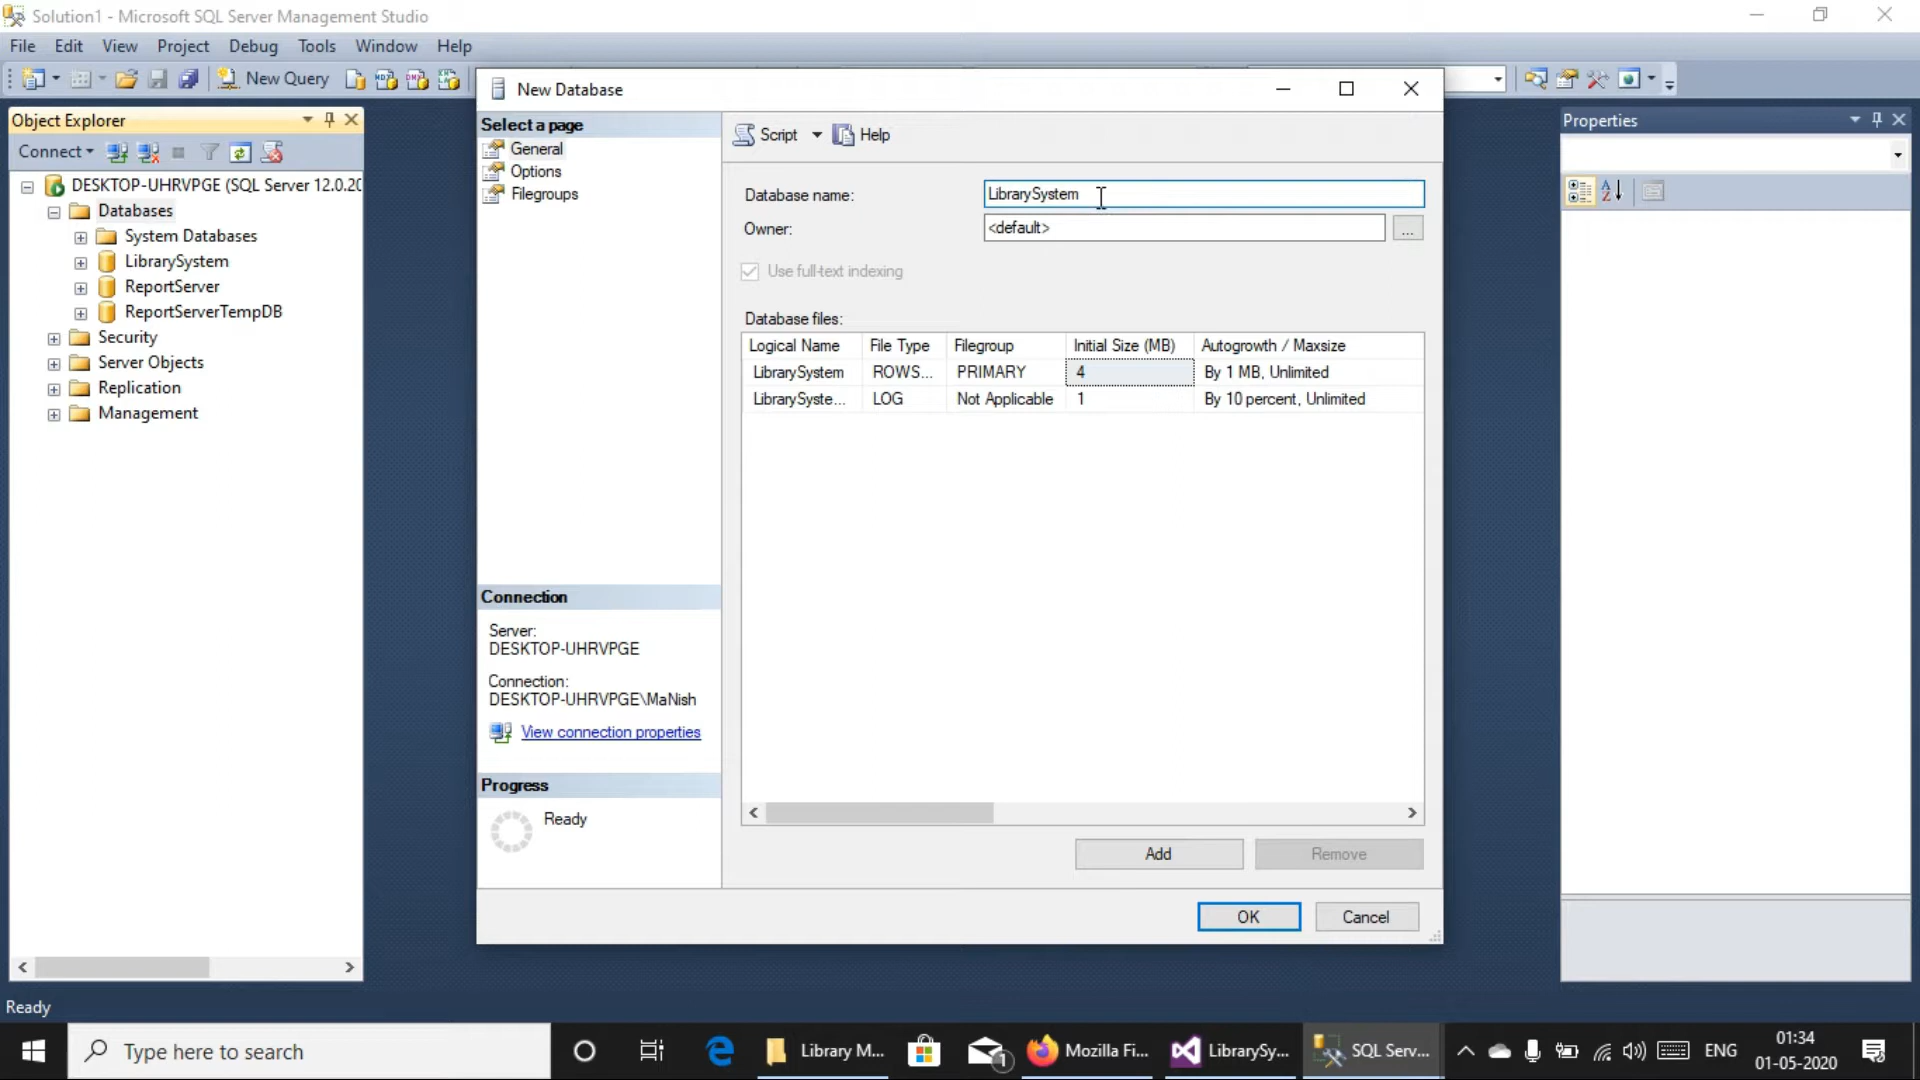 Solution1 - Microsoft SQL Server Management Studio
File Edit View Project Debug Tools Window Help
New Query
Object Explorer
Connect
DESKTOP-UHRVPGE (SQL Server 12.0.20
Databases
System Databases
LibrarySystem
ReportServer
ReportServerTempDB
Security
Server Objects
Replication
Management
New Database
Select a page
General
Options
Filegroups
Script Help
Database name: LibrarySystem
Owner: <default> ...
Use full-text indexing
Database files:
Logical Name File Type Filegroup Initial Size (MB) Autogrowth / Maxsize
LibrarySystem ROWS... PRIMARY 4 By 1 MB, Unlimited
LibrarySyste... LOG Not Applicable 1 By 10 percent, Unlimited
Connection
Server:
DESKTOP-UHRVPGE
Connection:
DESKTOP-UHRVPGE\MaNish
View connection properties
Progress
Ready
Add Remove
OK Cancel
Properties
Ready
Type here to search
Library M...
1
Mozilla Fi...
LibrarySy...
SQL Serv...
ENG
01:34
01-05-2020